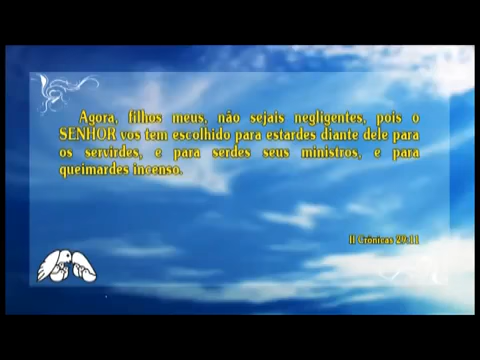 Agora, filhos meus, não sejais negligentes, pois o
SENHOR vos tem escolhido para estardes diante dele para
os servirdes, e para serdes seus ministros, e para
queimardes incenso.
II Crônicas 29:11